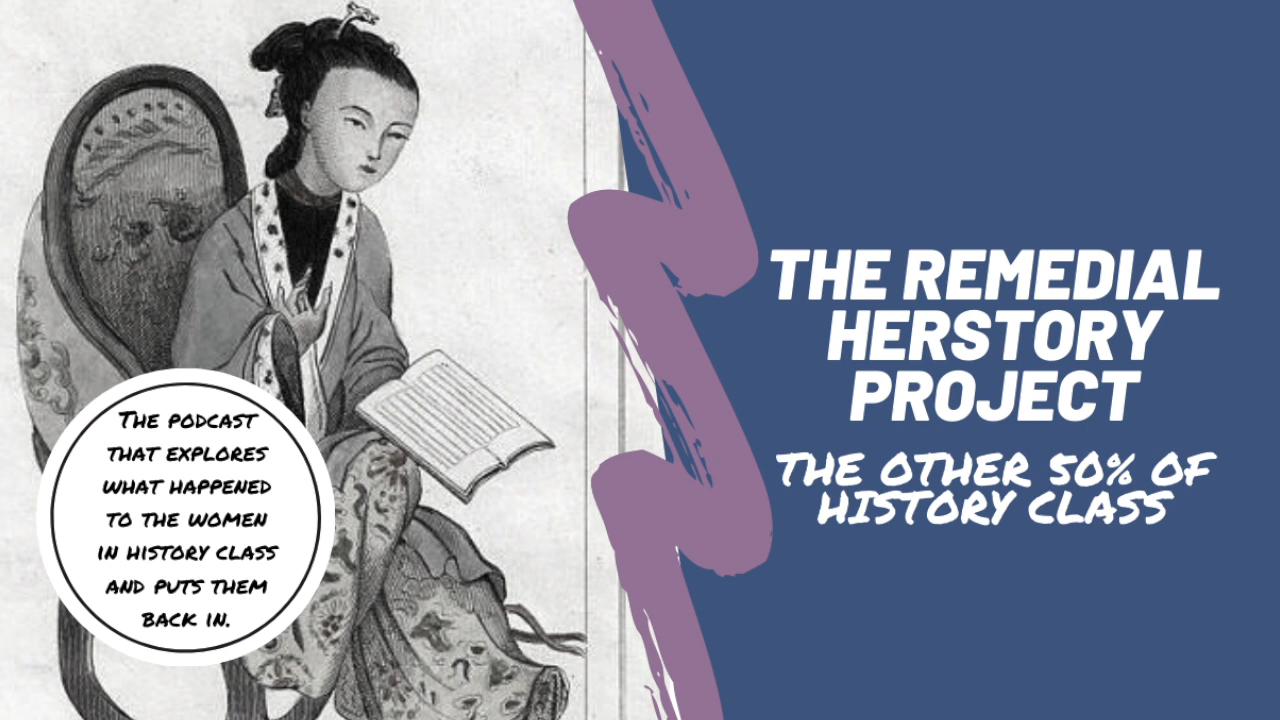 The podcast
that explores
what happened
to the women
in history class
and puts them
back in.
THE REMEDIAL
HERSTORY
PROJECT
THE OTHER 50% OF
HISTORY CLASS